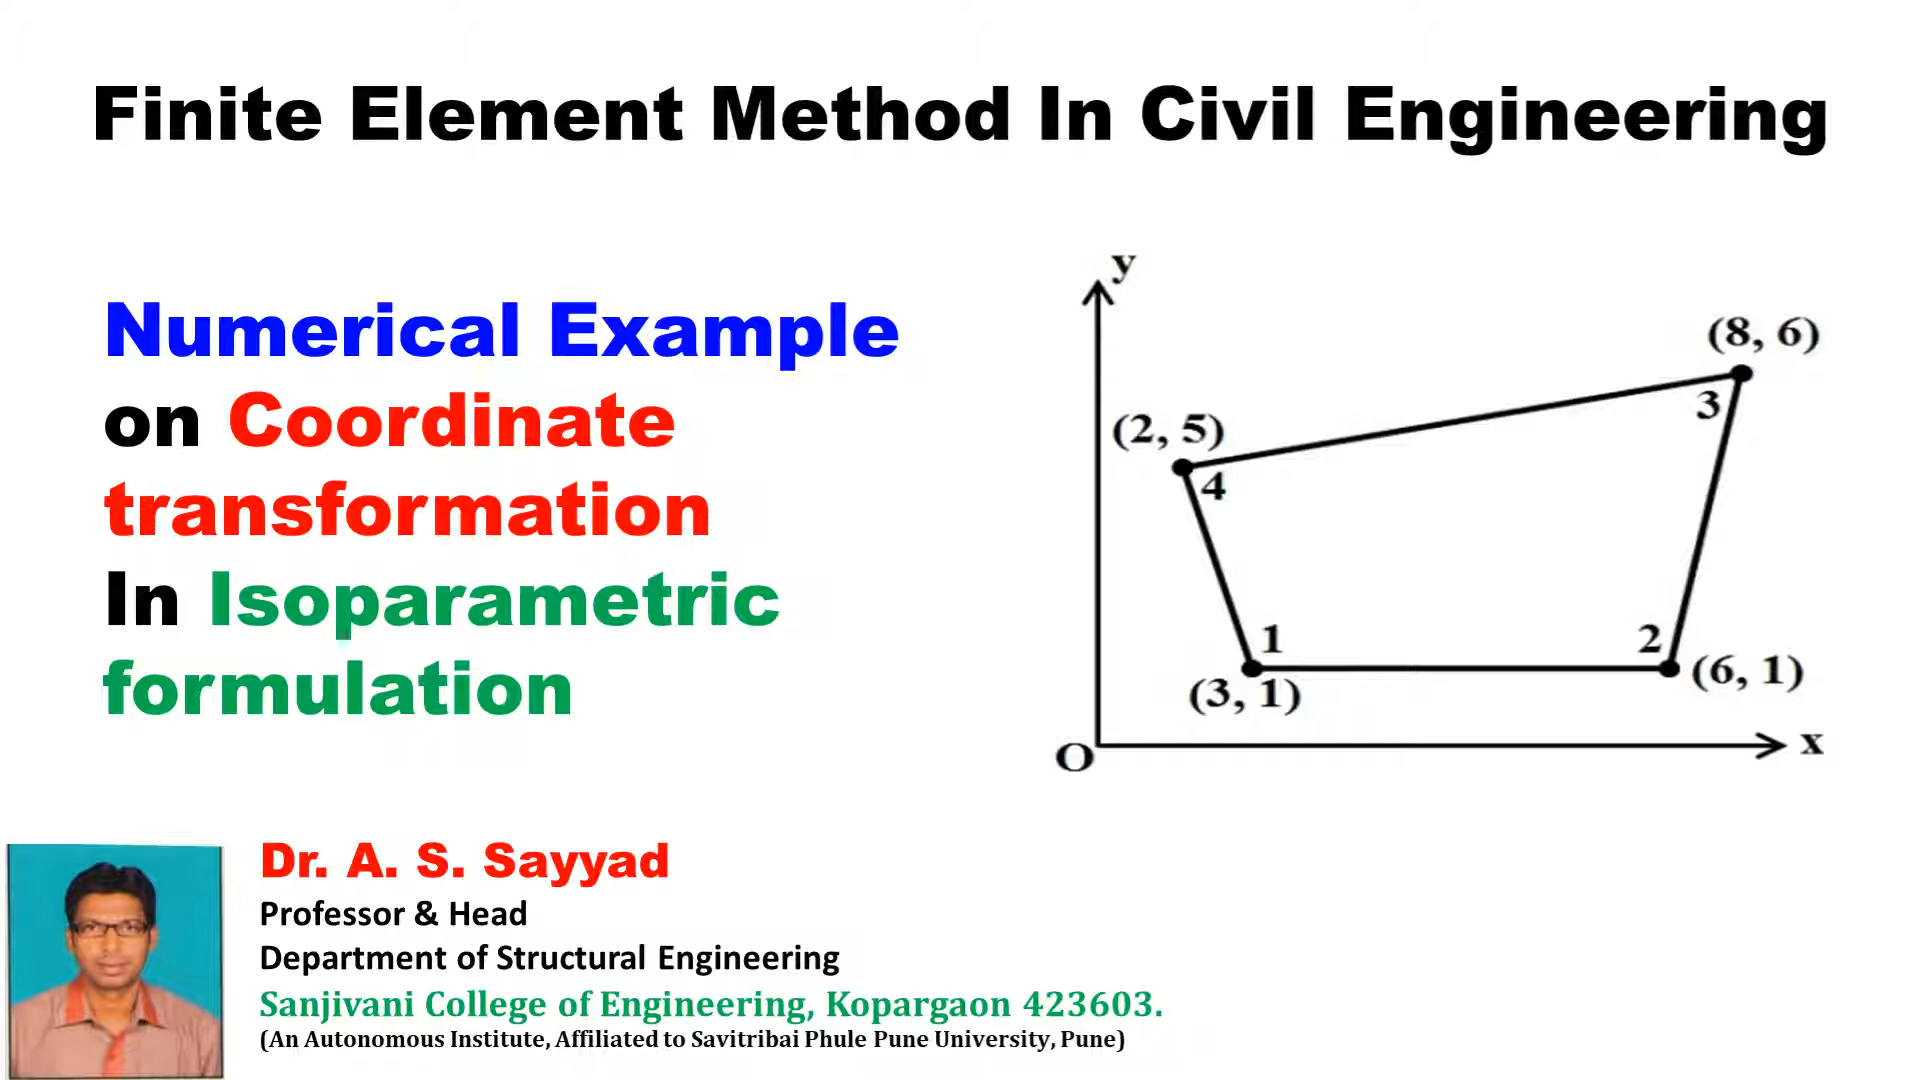 Finite Element Method In Civil Engineering
Numerical Example
on Coordinate
transformation
In Isoparametric
formulation
y
(8, 6)
3
(2, 5)
4
1
2
(3, 1)
(6, 1)
O
x
Dr. A. S. Sayyad
Professor & Head
Department of Structural Engineering
Sanjivani College of Engineering, Kopargaon 423603.
(An Autonomous Institute, Affiliated to Savitribai Phule Pune University, Pune)